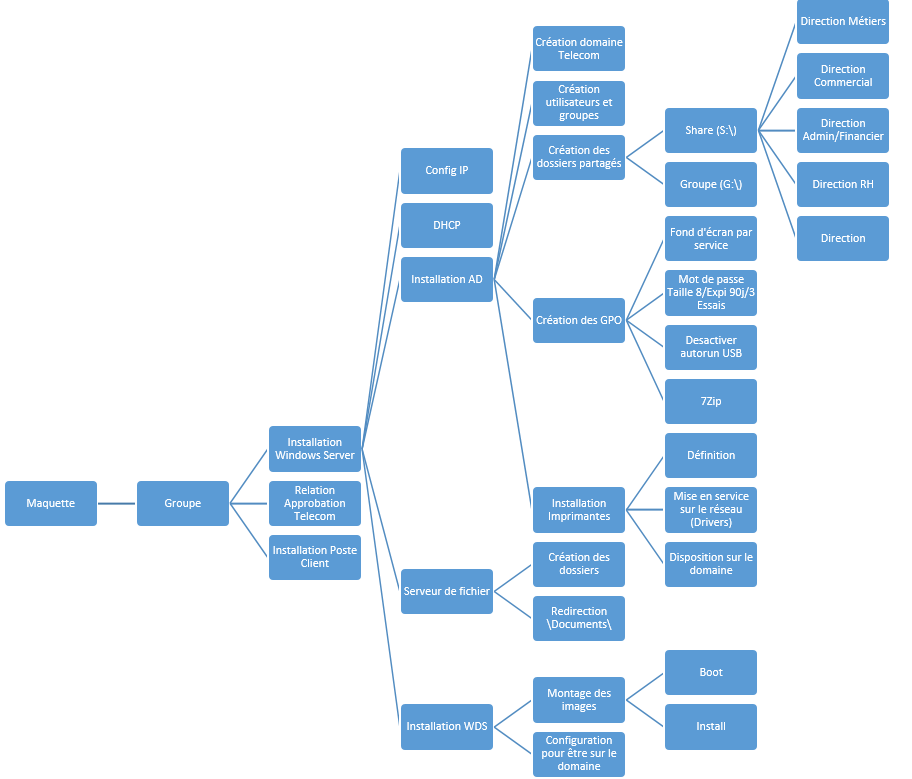 Maquette
Groupe
Installation
Windows Server
Relation
Approbation
Telecom
Installation Poste
Client
Config IP
DHCP
Installation AD
Serveur de fichier
Installation WDS
Création domaine
Telecom
Création
utilisateurs et
groupes
Création des
dossiers partagés
Création des GPO
Installation
Imprimantes
Création des
dossiers
Redirection
\Documents\
Montage des
images
Configuration
pour être sur le
domaine
Share (S:\)
Groupe (G:\)
Fond d'écran par
service
Mot de passe
Taille 8/Expi 90j/3
Essais
Desactiver
autorun USB
7Zip
Définition
Mise en service
sur le réseau
(Drivers)
Disposition sur le
domaine
Boot
Install
Direction Métiers
Direction
Commercial
Direction
Admin/Financier
Direction RH
Direction